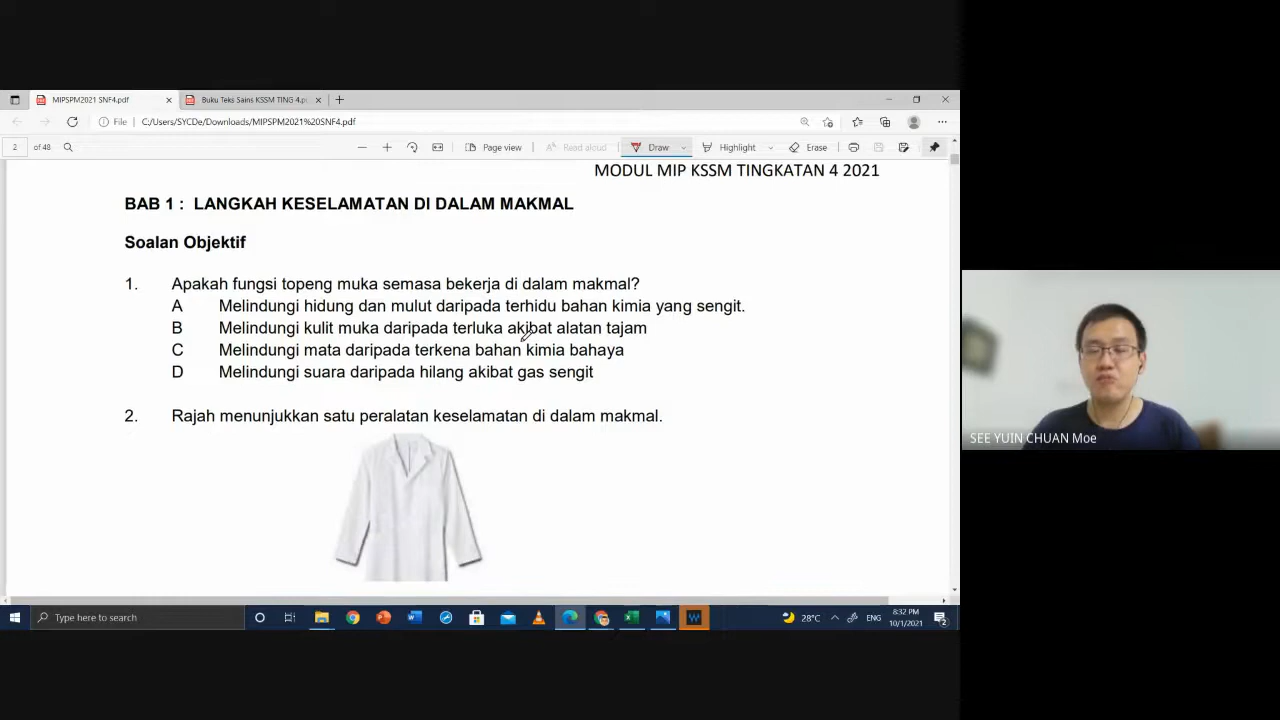 MIPSPM2021 SNF4.pdf
Buku Teks Sains KSSM TING 4.p
File C:/Users/SYCDe/Downloads/MIPSPM2021%20SNF4.pdf
2 of 48 Page view Read aloud Draw Highlight Erase
MODUL MIP KSSM TINGKATAN 4 2021
BAB 1 : LANGKAH KESELAMATAN DI DALAM MAKMAL
Soalan Objektif
1. Apakah fungsi topeng muka semasa bekerja di dalam makmal?
A Melindungi hidung dan mulut daripada terhidu bahan kimia yang sengit.
B Melindungi kulit muka daripada terluka akibat alatan tajam
C Melindungi mata daripada terkena bahan kimia bahaya
D Melindungi suara daripada hilang akibat gas sengit
2. Rajah menunjukkan satu peralatan keselamatan di dalam makmal.
SEE YUIN CHUAN Moe
Type here to search
28°C ENG 8:32 PM
10/1/2021 2